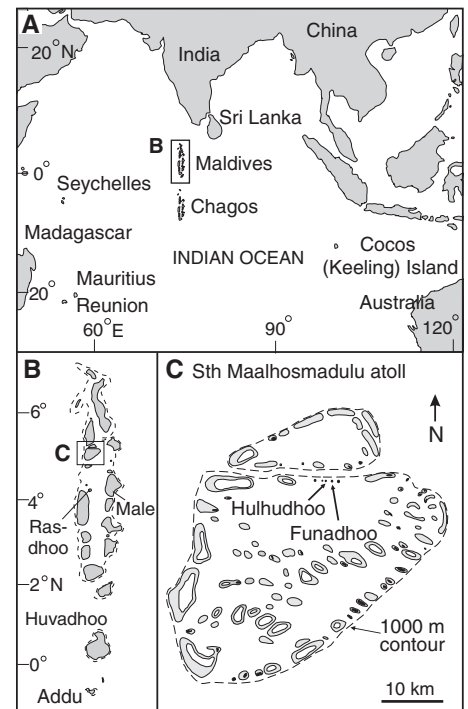 A
China
20°N
India
Sri Lanka
B
Maldives
0°
Seychelles
Chagos
Madagascar
INDIAN OCEAN
Cocos
(Keeling) Island
Mauritius
20°
Reunion
Australia
60°E
90°
120°
B
6°
C
4°
Male
Ras-
dhoo
2°N
Huvadhoo
0°
Addu
C Sth Maalhosmadulu atoll
N
Hulhudhoo
Funadhoo
1000 m
contour
10 km